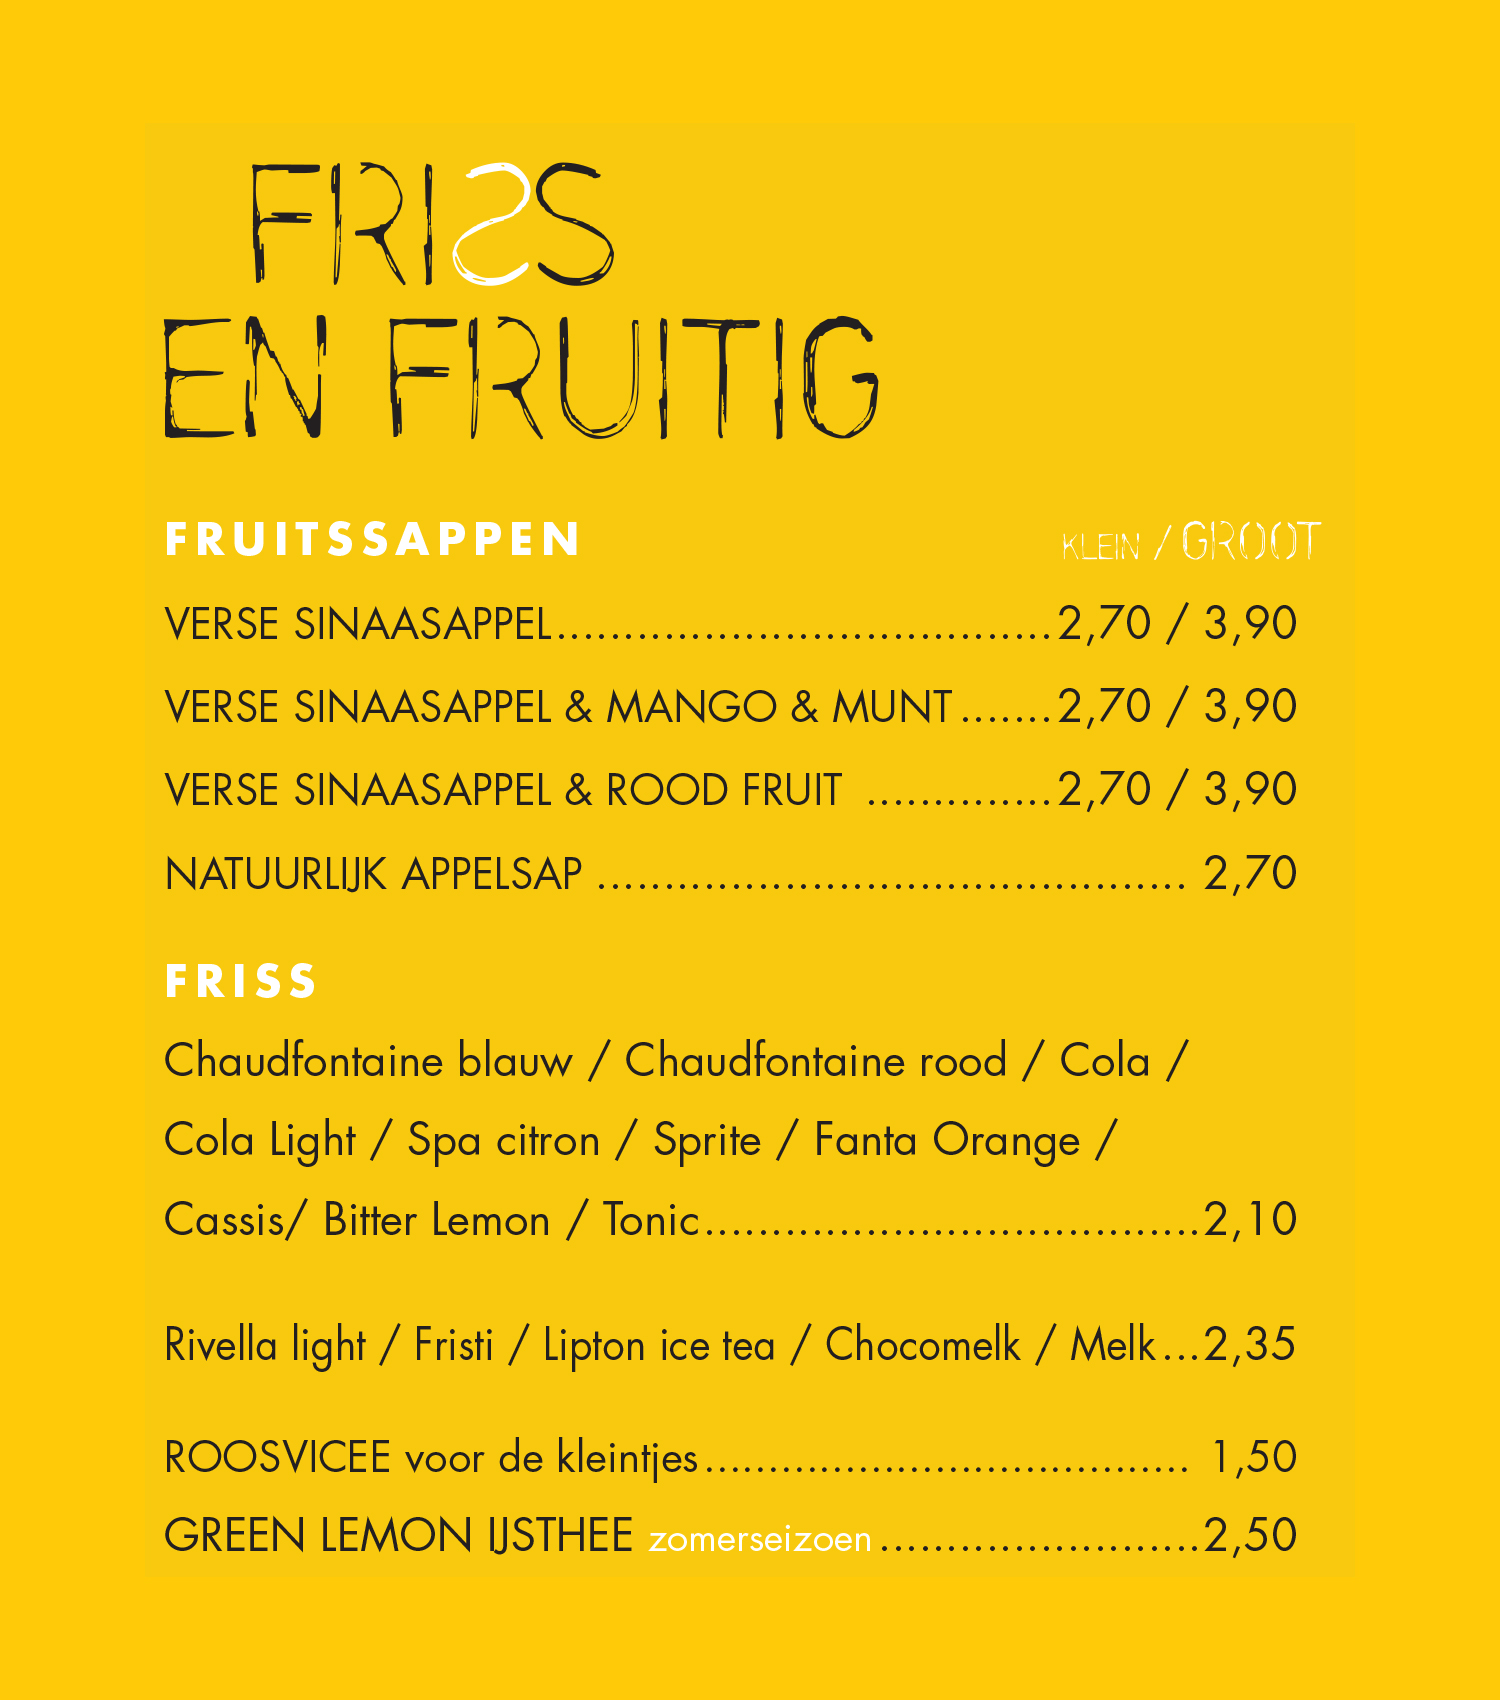 FRISS
EN FRUITIG
FRUITSSAPPEN KLEIN / GROOT
VERSE SINAASAPPEL.....................................2,70 / 3,90
VERSE SINAASAPPEL & MANGO & MUNT .......2,70 / 3,90
VERSE SINAASAPPEL & ROOD FRUIT ..............2,70 / 3,90
NATUURLIJK APPELSAP ............................................ 2,70
FRISS
Chaudfontaine blauw / Chaudfontaine rood / Cola /
Cola Light / Spa citron / Sprite / Fanta Orange /
Cassis/ Bitter Lemon / Tonic.....................................2,10
Rivella light / Fristi / Lipton ice tea / Chocomelk / Melk...2,35
ROOSVICEE voor de kleintjes...................................... 1,50
GREEN LEMON IJSTHEE zomerseizoen........................2,50